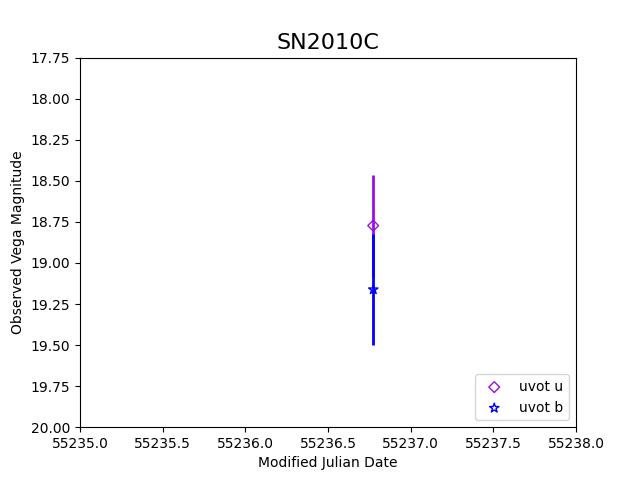 SN2010C
17.75
18.00
18.25
18.50
18.75
19.00
19.25
19.50
19.75
20.00
Observed Vega Magnitude
uvot u
uvot b
55235.0 55235.5 55236.0 55236.5 55237.0 55237.5 55238.0
Modified Julian Date